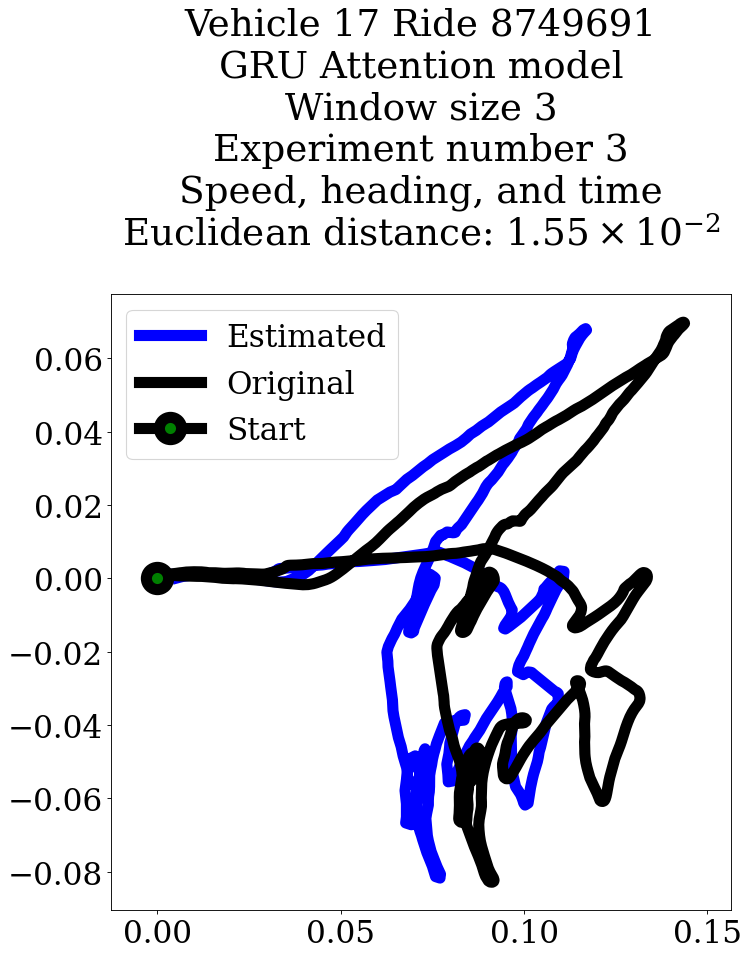 Vehicle 17 Ride 8749691
GRU Attention model
Window size 3
Experiment number 3
Speed, heading, and time
Euclidean distance: 1.55 × 10⁻²
Estimated
Original
Start
0.06
0.04
0.02
0.00
−0.02
−0.04
−0.06
−0.08
0.00 0.05 0.10 0.15